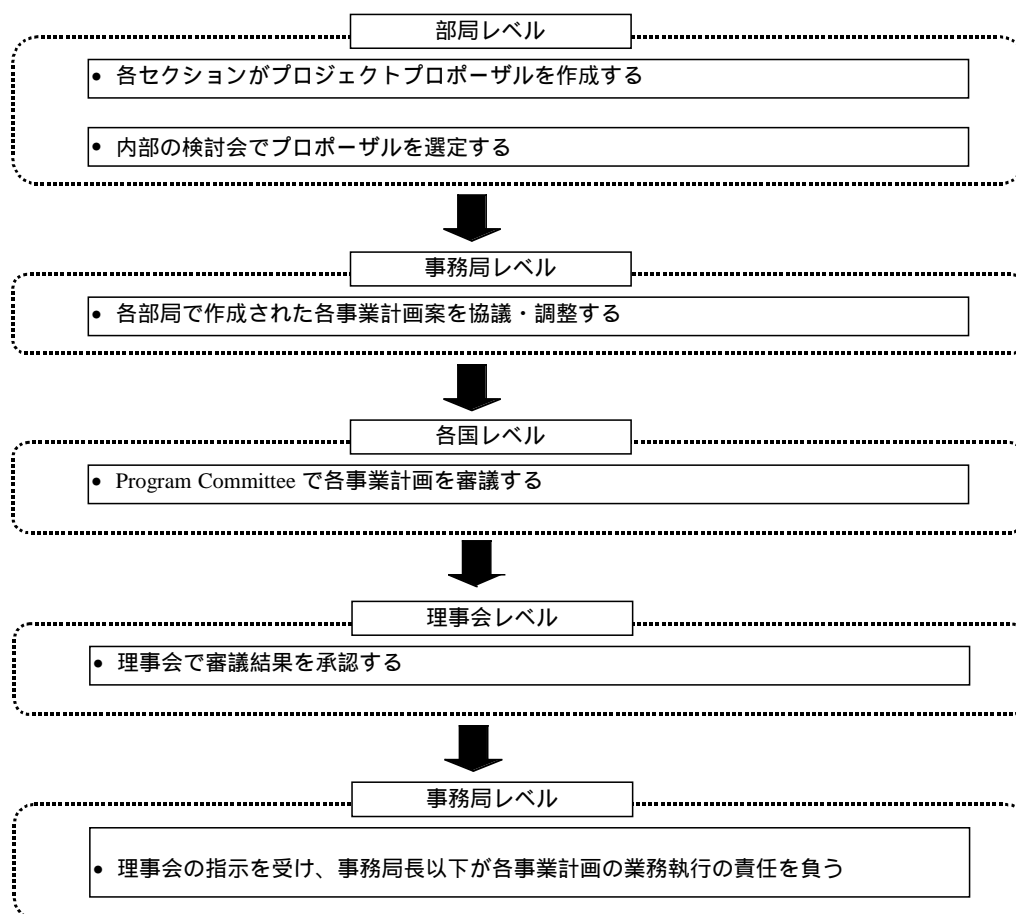 部局レベル
• 各セクションがプロジェクトプロポーザルを作成する
• 内部の検討会でプロポーザルを選定する
事務局レベル
• 各部局で作成された各事業計画案を協議・調整する
各国レベル
• Program Committee で各事業計画を審議する
理事会レベル
• 理事会で審議結果を承認する
事務局レベル
• 理事会の指示を受け、事務局長以下が各事業計画の業務執行の責任を負う